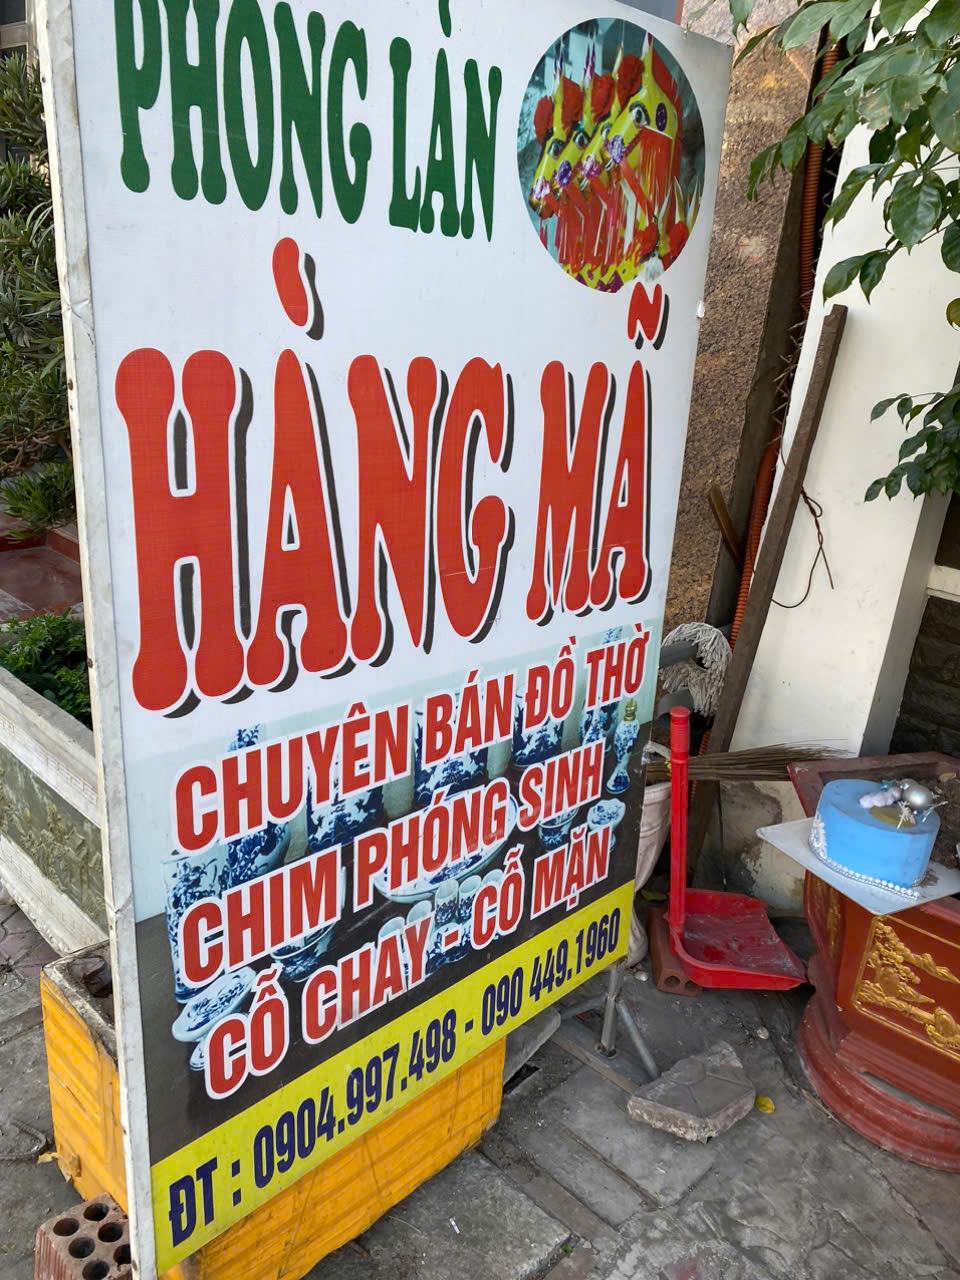 PHONG LAN
HÀNG MÃ
CHUYÊN BÁN ĐỒ THỜ
CHIM PHÓNG SINH
CỖ CHAY - CỖ MẶN
ĐT : 0904.997.498 - 090 449.1960